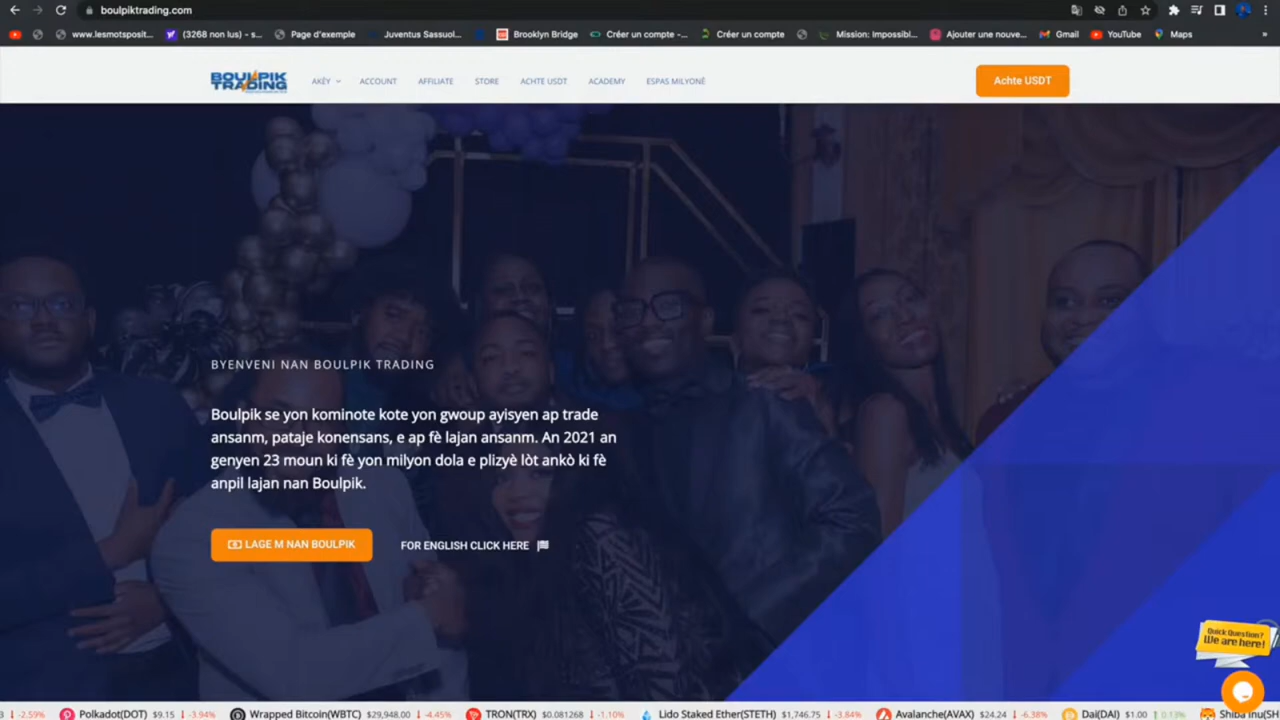 boulpiktrading.com
www.lesmotsposit...
(3268 non lus) - s...
Page d'exemple
Juventus Sassuol...
Brooklyn Bridge
Créer un compte -...
Créer un compte
Mission: Impossibl...
Ajouter une nouve...
Gmail
YouTube
Maps
»
BOULPIK
TRADING
AKÈY
ACCOUNT
AFFILIATE
STORE
ACHTE USDT
ACADEMY
ESPAS MILYONÈ
Achte USDT
BYENVENI NAN BOULPIK TRADING
Boulpik se yon kominote kote yon gwoup ayisyen ap trade
ansanm, pataje konensans, e ap fè lajan ansanm. An 2021 an
genyen 23 moun ki fè yon milyon dola e plizyè lòt ankò ki fè
anpil lajan nan Boulpik.
LAGE M NAN BOULPIK
FOR ENGLISH CLICK HERE
Quick Question?
We are here!
3 ↓ -2.59% Polkadot(DOT) $9.15 ↓ -3.94% Wrapped Bitcoin(WBTC) $29,948.00 ↓ -4.45% TRON(TRX) $0.081268 ↓ -1.10% Lido Staked Ether(STETH) $1,746.75 ↓ -3.84% Avalanche(AVAX) $24.24 ↓ -6.38% Dai(DAI) $1.00 ↑ 0.13% Shiba Inu(SH